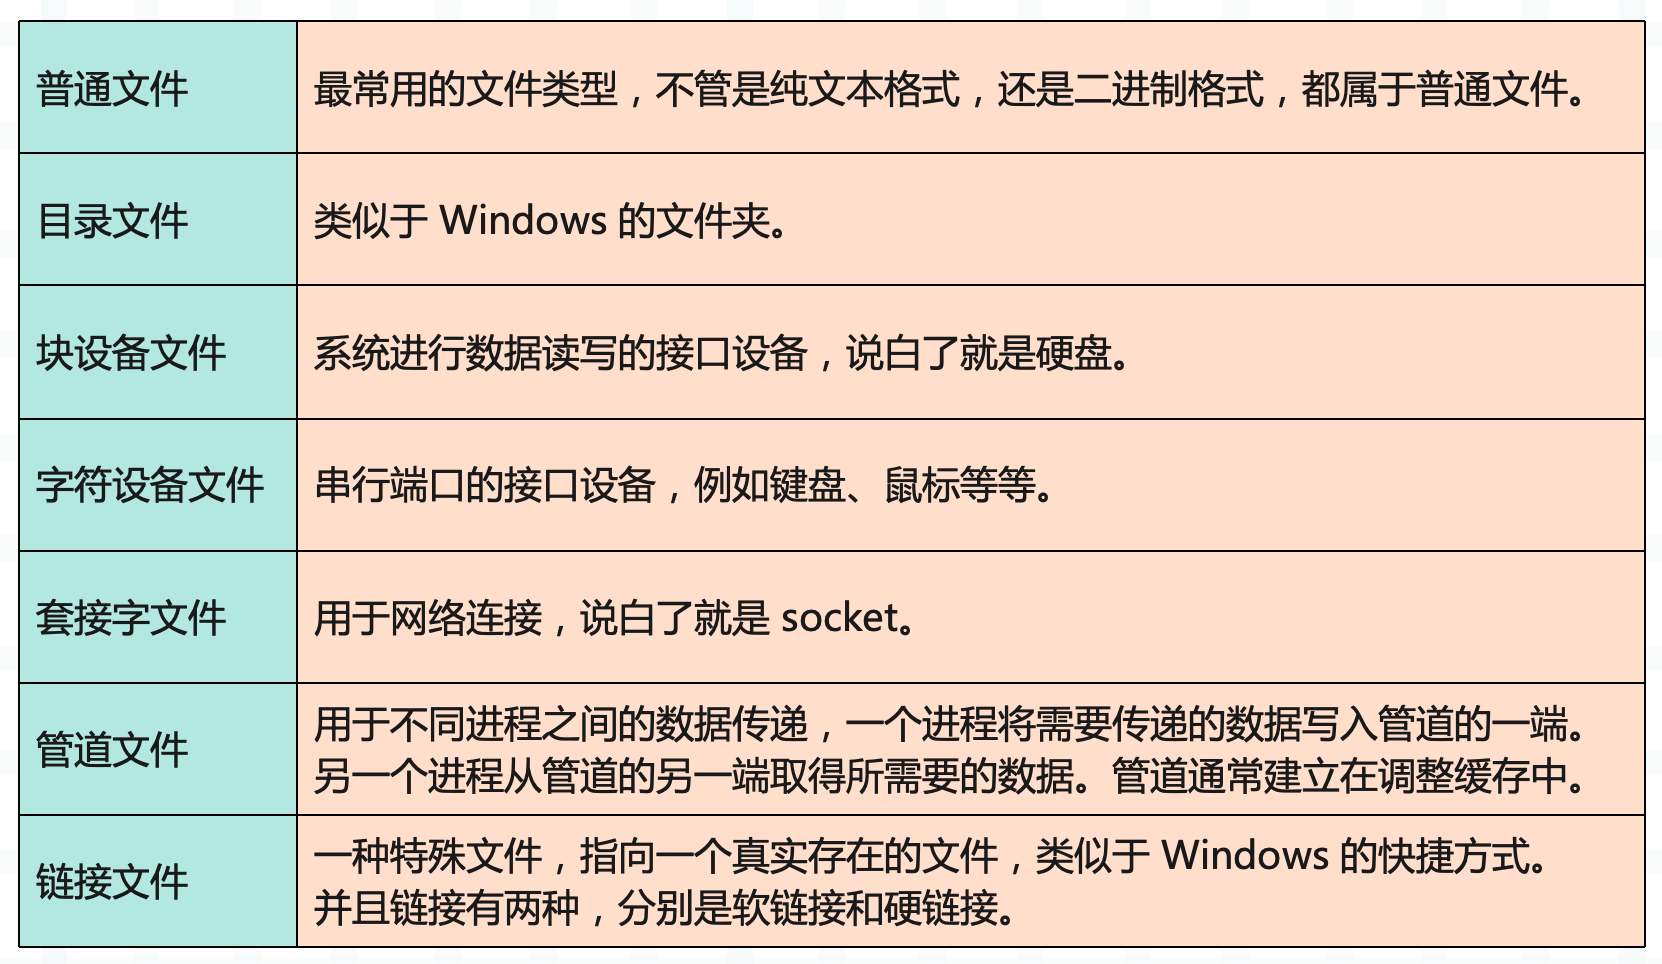 普通文件
最常用的文件类型，不管是纯文本格式，还是二进制格式，都属于普通文件。
目录文件
类似于 Windows 的文件夹。
块设备文件
系统进行数据读写的接口设备，说白了就是硬盘。
字符设备文件
串行端口的接口设备，例如键盘、鼠标等等。
套接字文件
用于网络连接，说白了就是 socket。
管道文件
用于不同进程之间的数据传递，一个进程将需要传递的数据写入管道的一端。
另一个进程从管道的另一端取得所需要的数据。管道通常建立在调整缓存中。
链接文件
一种特殊文件，指向一个真实存在的文件，类似于 Windows 的快捷方式。
并且链接有两种，分别是软链接和硬链接。